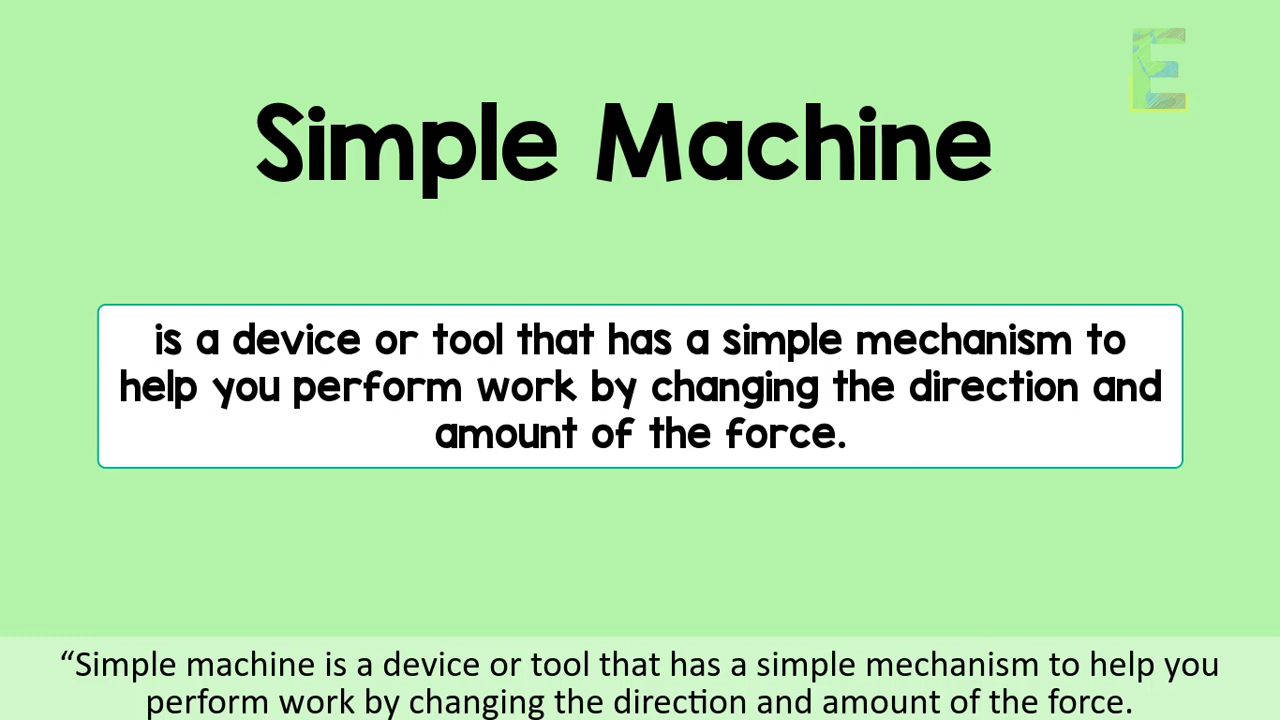 E
Simple Machine
is a device or tool that has a simple mechanism to
help you perform work by changing the direction and
amount of the force.
“Simple machine is a device or tool that has a simple mechanism to help you
perform work by changing the direction and amount of the force.